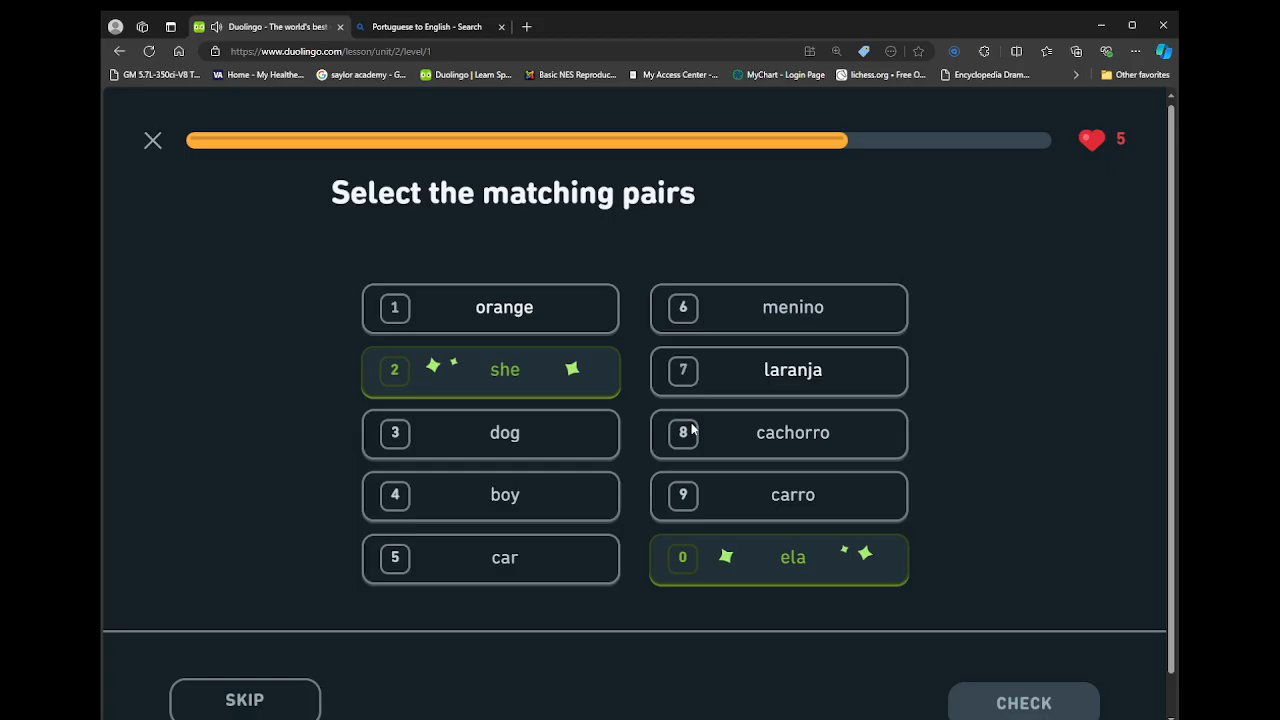 Duolingo - The world's best
Portuguese to English - Search
https://www.duolingo.com/lesson/unit/2/level/1
GM 5.7L-350ci-V8 T...
VA Home - My Healthe...
saylor academy - G...
Duolingo | Learn Sp...
Basic NES Reproduc...
My Access Center -...
MyChart - Login Page
lichess.org • Free O...
Encyclopedia Dram...
Other favorites
5
Select the matching pairs
1 orange
6 menino
2 she
7 laranja
3 dog
8 cachorro
4 boy
9 carro
5 car
0 ela
SKIP
CHECK